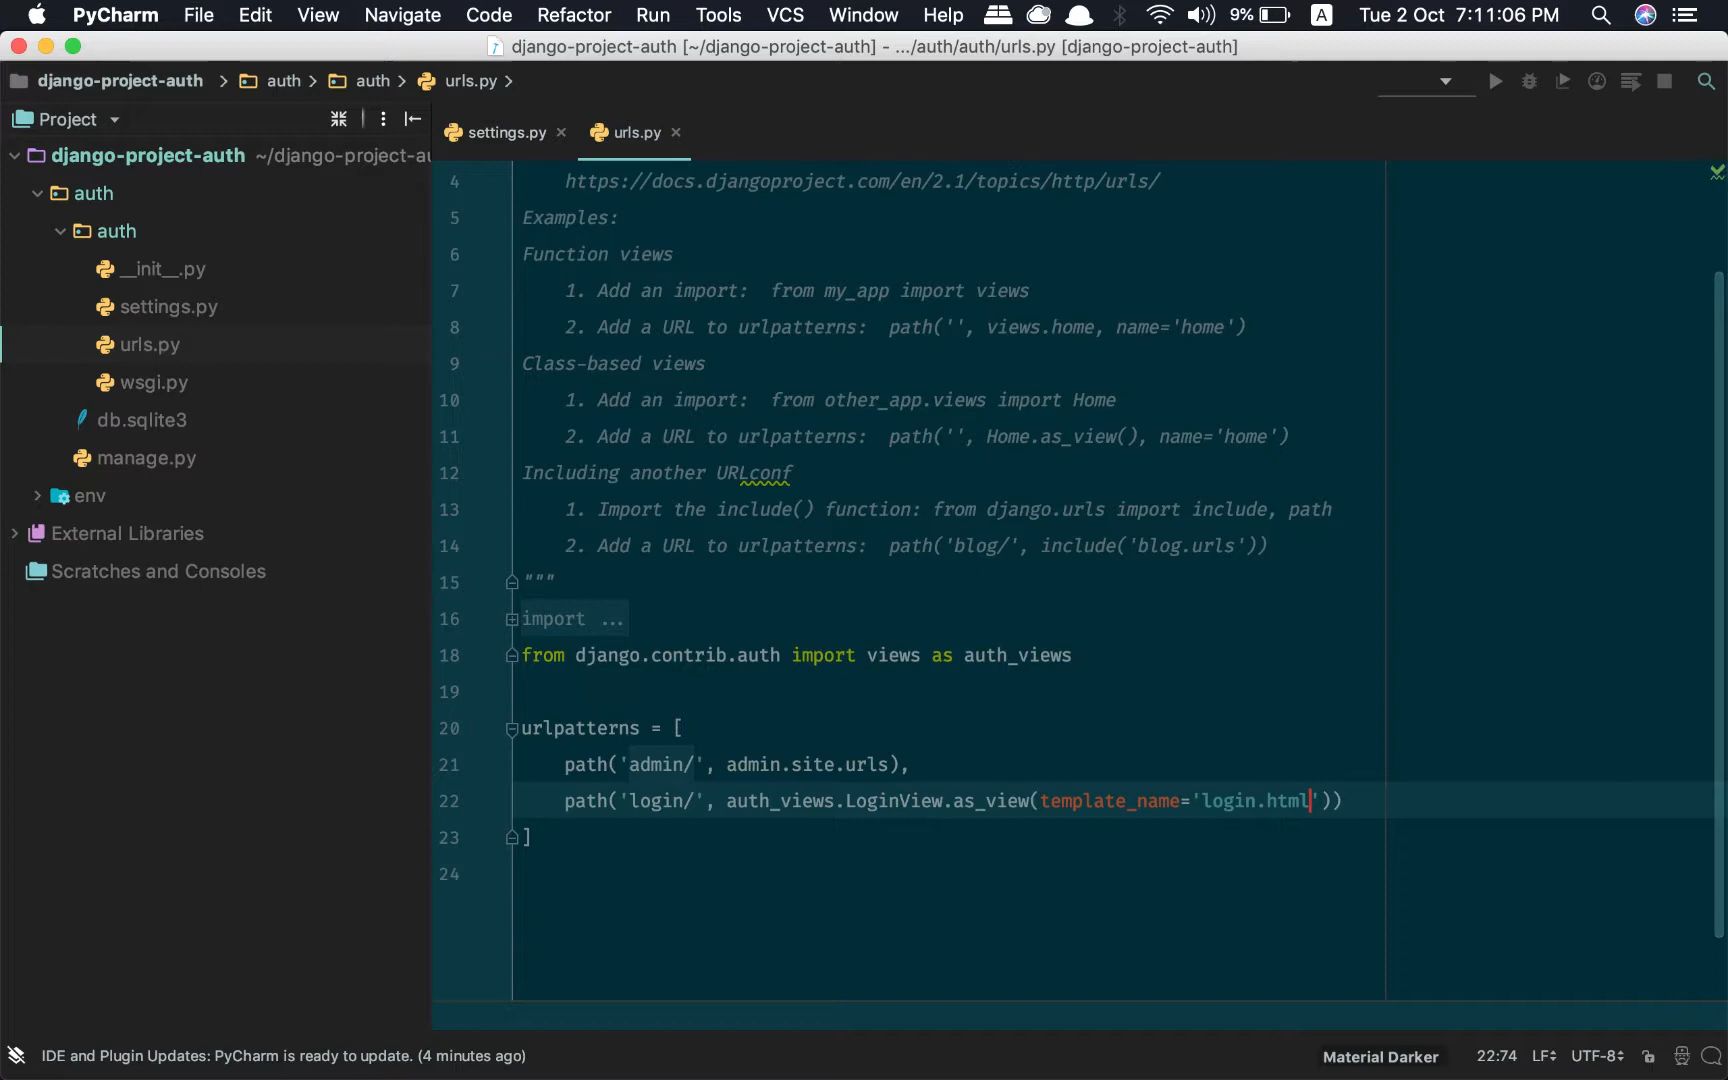 PyCharm File Edit View Navigate Code Refactor Run Tools VCS Window Help 9% A Tue 2 Oct 7:11:06 PM
django-project-auth [~/django-project-auth] - .../auth/auth/urls.py [django-project-auth]
django-project-auth auth auth urls.py
Project
settings.py urls.py
django-project-auth ~/django-project-au
auth
auth
__init__.py
settings.py
urls.py
wsgi.py
db.sqlite3
manage.py
env
External Libraries
Scratches and Consoles
4 https://docs.djangoproject.com/en/2.1/topics/http/urls/
5 Examples:
6 Function views
7 1. Add an import:  from my_app import views
8 2. Add a URL to urlpatterns:  path('', views.home, name='home')
9 Class-based views
10 1. Add an import:  from other_app.views import Home
11 2. Add a URL to urlpatterns:  path('', Home.as_view(), name='home')
12 Including another URLconf
13 1. Import the include() function: from django.urls import include, path
14 2. Add a URL to urlpatterns:  path('blog/', include('blog.urls'))
15 """
16 import ...
18 from django.contrib.auth import views as auth_views
19
20 urlpatterns = [
21 path('admin/', admin.site.urls),
22 path('login/', auth_views.LoginView.as_view(template_name='login.html'))
23 ]
24
IDE and Plugin Updates: PyCharm is ready to update. (4 minutes ago) Material Darker 22:74 LF UTF-8